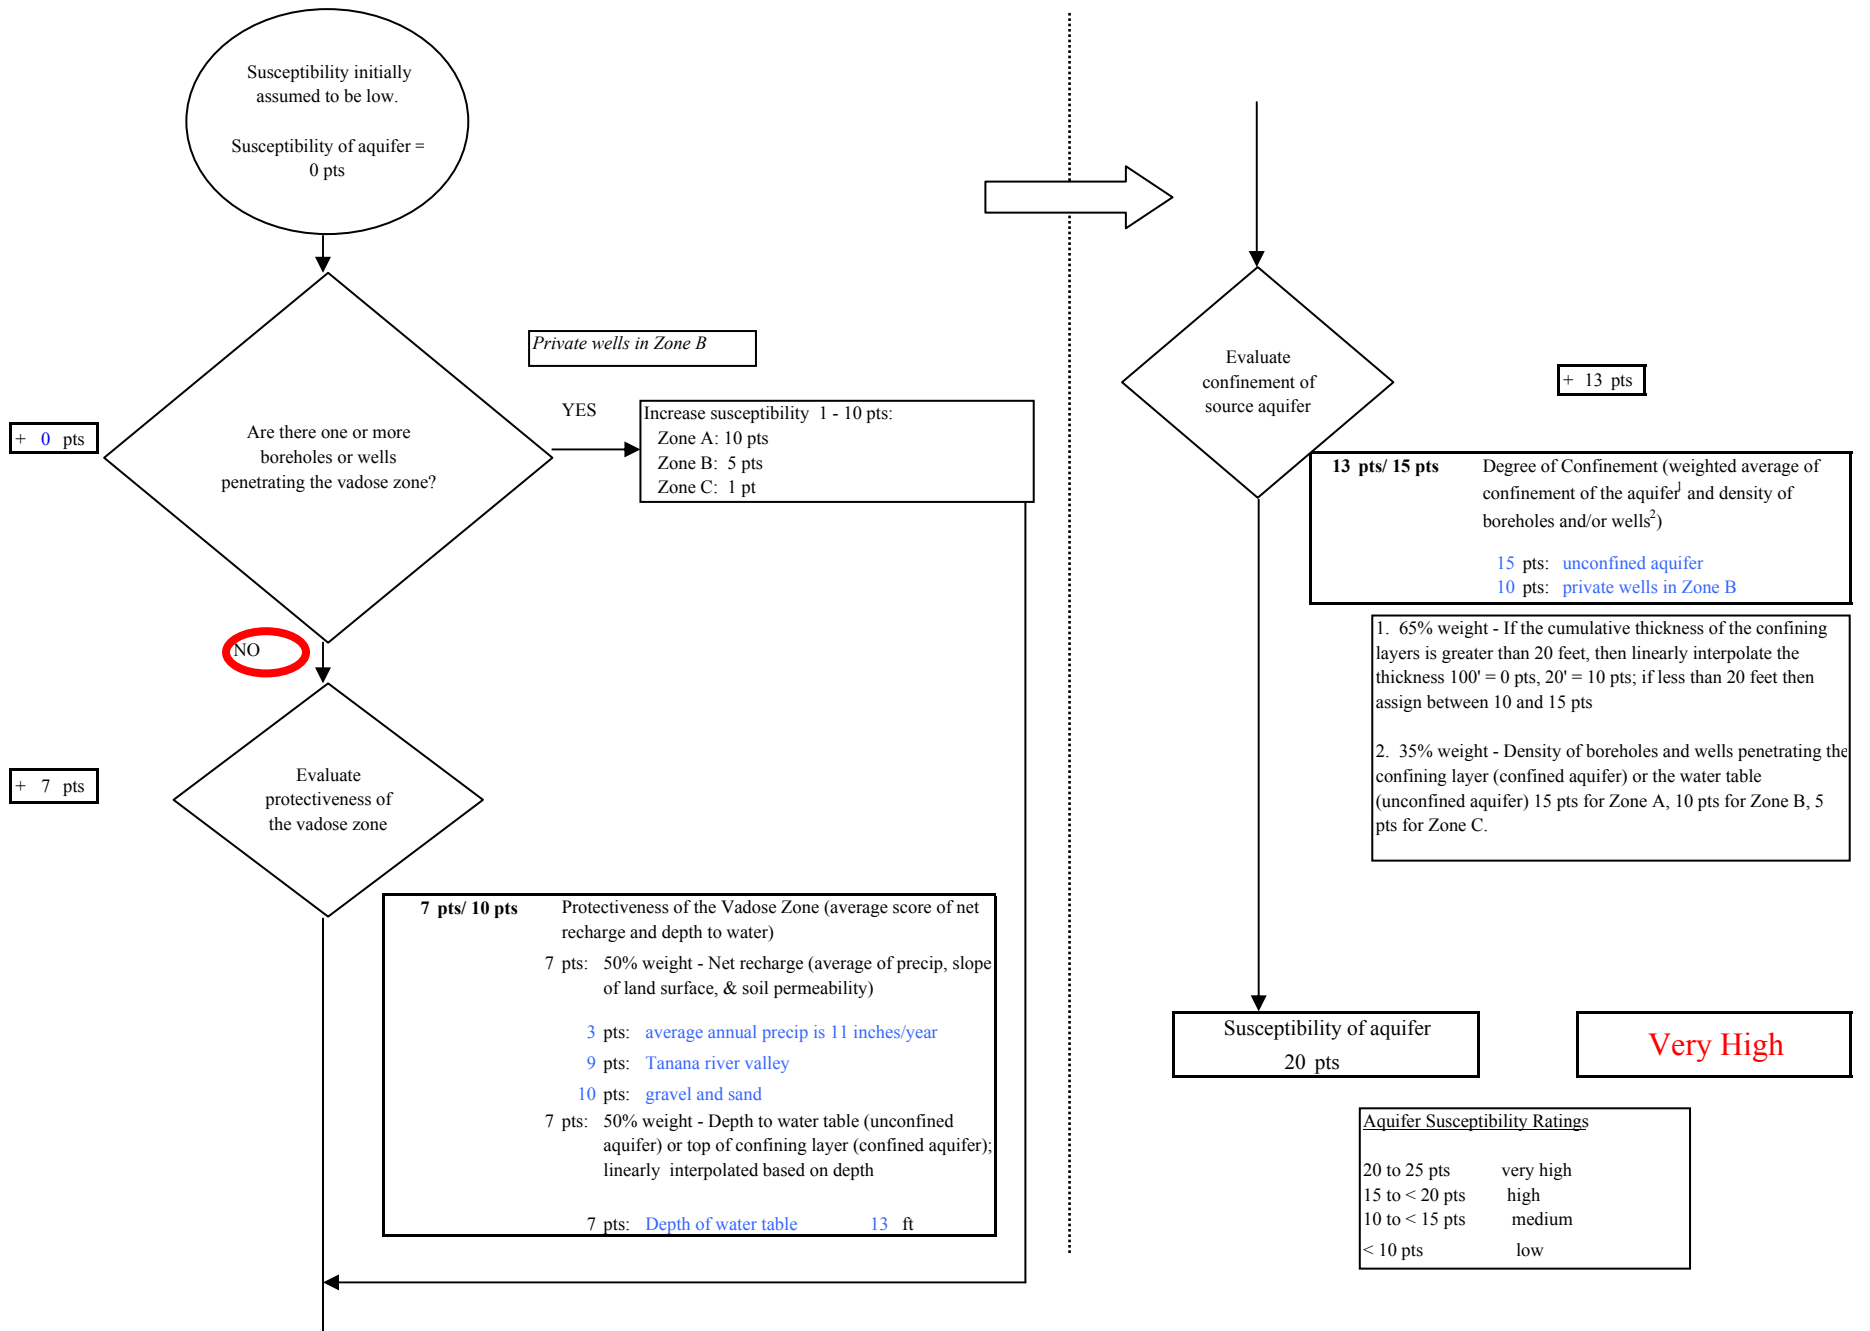 Susceptibility initially
assumed to be low.
Susceptibility of aquifer =
0 pts
Private wells in Zone B
YES
Increase susceptibility 1 - 10 pts:
Zone A: 10 pts
Zone B: 5 pts
Zone C: 1 pt
+ 0 pts
Are there one or more
boreholes or wells
penetrating the vadose zone?
NO
+ 7 pts
Evaluate
protectiveness of
the vadose zone
7 pts/ 10 pts Protectiveness of the Vadose Zone (average score of net
recharge and depth to water)
7 pts: 50% weight - Net recharge (average of precip, slope
of land surface, & soil permeability)
3 pts: average annual precip is 11 inches/year
9 pts: Tanana river valley
10 pts: gravel and sand
7 pts: 50% weight - Depth to water table (unconfined
aquifer) or top of confining layer (confined aquifer);
linearly interpolated based on depth
7 pts: Depth of water table 13 ft
Evaluate
confinement of
source aquifer
+ 13 pts
13 pts/ 15 pts Degree of Confinement (weighted average of
confinement of the aquifer1 and density of
boreholes and/or wells2)
15 pts: unconfined aquifer
10 pts: private wells in Zone B
1. 65% weight - If the cumulative thickness of the confining
layers is greater than 20 feet, then linearly interpolate the
thickness 100' = 0 pts, 20' = 10 pts; if less than 20 feet then
assign between 10 and 15 pts
2. 35% weight - Density of boreholes and wells penetrating the
confining layer (confined aquifer) or the water table
(unconfined aquifer) 15 pts for Zone A, 10 pts for Zone B, 5
pts for Zone C.
Susceptibility of aquifer
20 pts
Very High
Aquifer Susceptibility Ratings
20 to 25 pts very high
15 to < 20 pts high
10 to < 15 pts medium
< 10 pts low